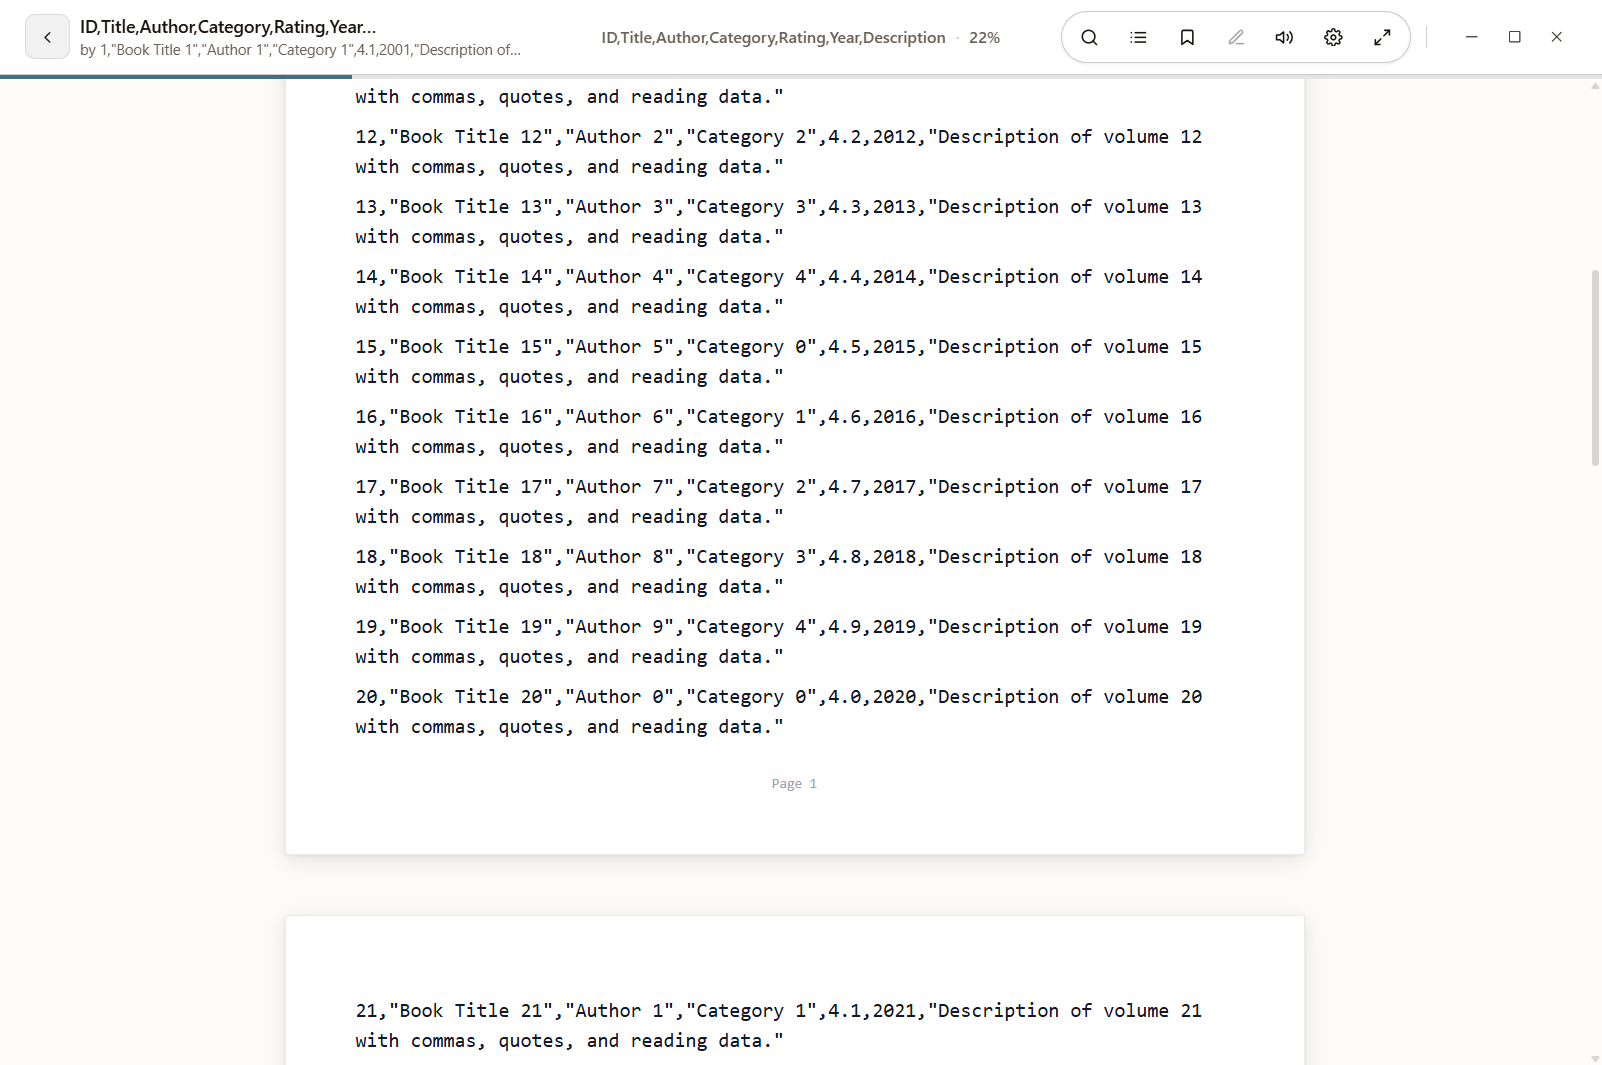 ID,Title,Author,Category,Rating,Year...
by 1,"Book Title 1","Author 1","Category 1",4.1,2001,"Description of...
ID,Title,Author,Category,Rating,Year,Description · 22%
with commas, quotes, and reading data."
12,"Book Title 12","Author 2","Category 2",4.2,2012,"Description of volume 12
with commas, quotes, and reading data."
13,"Book Title 13","Author 3","Category 3",4.3,2013,"Description of volume 13
with commas, quotes, and reading data."
14,"Book Title 14","Author 4","Category 4",4.4,2014,"Description of volume 14
with commas, quotes, and reading data."
15,"Book Title 15","Author 5","Category 0",4.5,2015,"Description of volume 15
with commas, quotes, and reading data."
16,"Book Title 16","Author 6","Category 1",4.6,2016,"Description of volume 16
with commas, quotes, and reading data."
17,"Book Title 17","Author 7","Category 2",4.7,2017,"Description of volume 17
with commas, quotes, and reading data."
18,"Book Title 18","Author 8","Category 3",4.8,2018,"Description of volume 18
with commas, quotes, and reading data."
19,"Book Title 19","Author 9","Category 4",4.9,2019,"Description of volume 19
with commas, quotes, and reading data."
20,"Book Title 20","Author 0","Category 0",4.0,2020,"Description of volume 20
with commas, quotes, and reading data."
Page 1
21,"Book Title 21","Author 1","Category 1",4.1,2021,"Description of volume 21
with commas, quotes, and reading data."